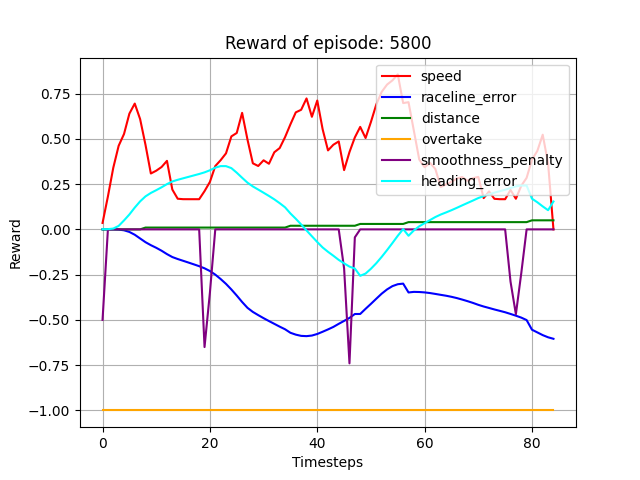 Reward of episode: 5800
speed
raceline_error
distance
overtake
smoothness_penalty
heading_error
0.75
0.50
0.25
0.00
−0.25
−0.50
−0.75
−1.00
Reward
0 20 40 60 80
Timesteps